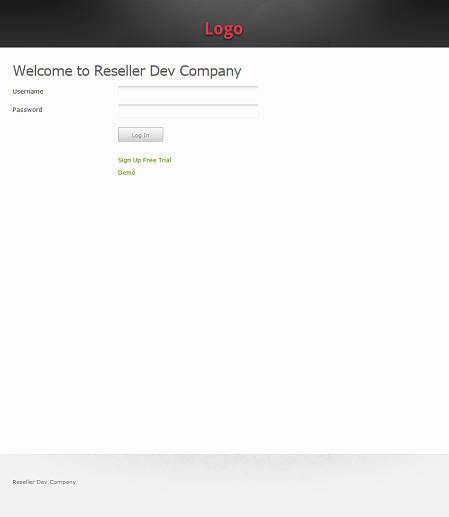 Logo
Welcome to Reseller Dev Company
Username
Password
Log In
Sign Up Free Trial
Demo
Reseller Dev Company